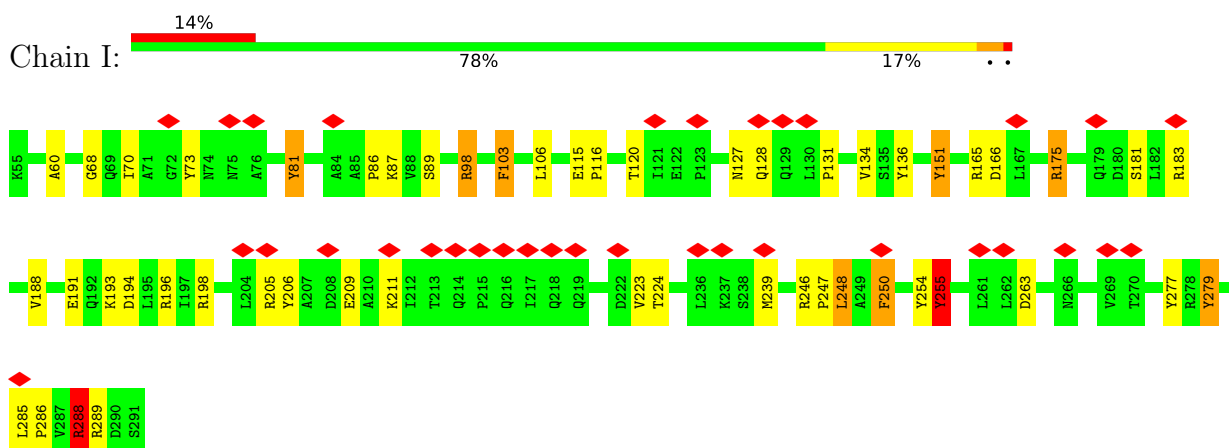 14%
Chain I:
78% 17% • •
K55 A60 G68 Q69 I70 A71 G72 Y73 N74 N75 A76 Y81 A84 A85 P86 K87 V88 S89 R98 F103 L106 E115 P116 T120 I121 E122 P123 N127 Q128 Q129 L130 P131 V134 S135 Y136 Y151 R165 D166 L167 R175 Q179 D180 S181 L182 R183
V188 E191 Q192 K193 D194 L195 R196 I197 R198 L204 R205 Y206 A207 D208 E209 A210 K211 I212 T213 Q214 P215 Q216 I217 Q218 Q219 D222 V223 T224 L236 K237 S238 M239 R246 P247 L248 A249 F250 Y254 Y255 L261 L262 D263 N266 V269 T270 Y277 R278 Y279
L285 P286 V287 R288 R289 D290 S291